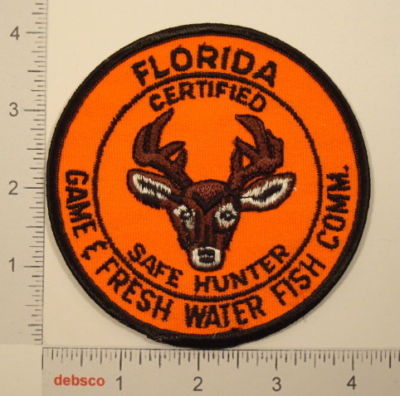 FLORIDA
CERTIFIED
SAFE HUNTER
GAME & FRESH WATER FISH COMM.
4
3
2
1
debsco 1 2 3 4